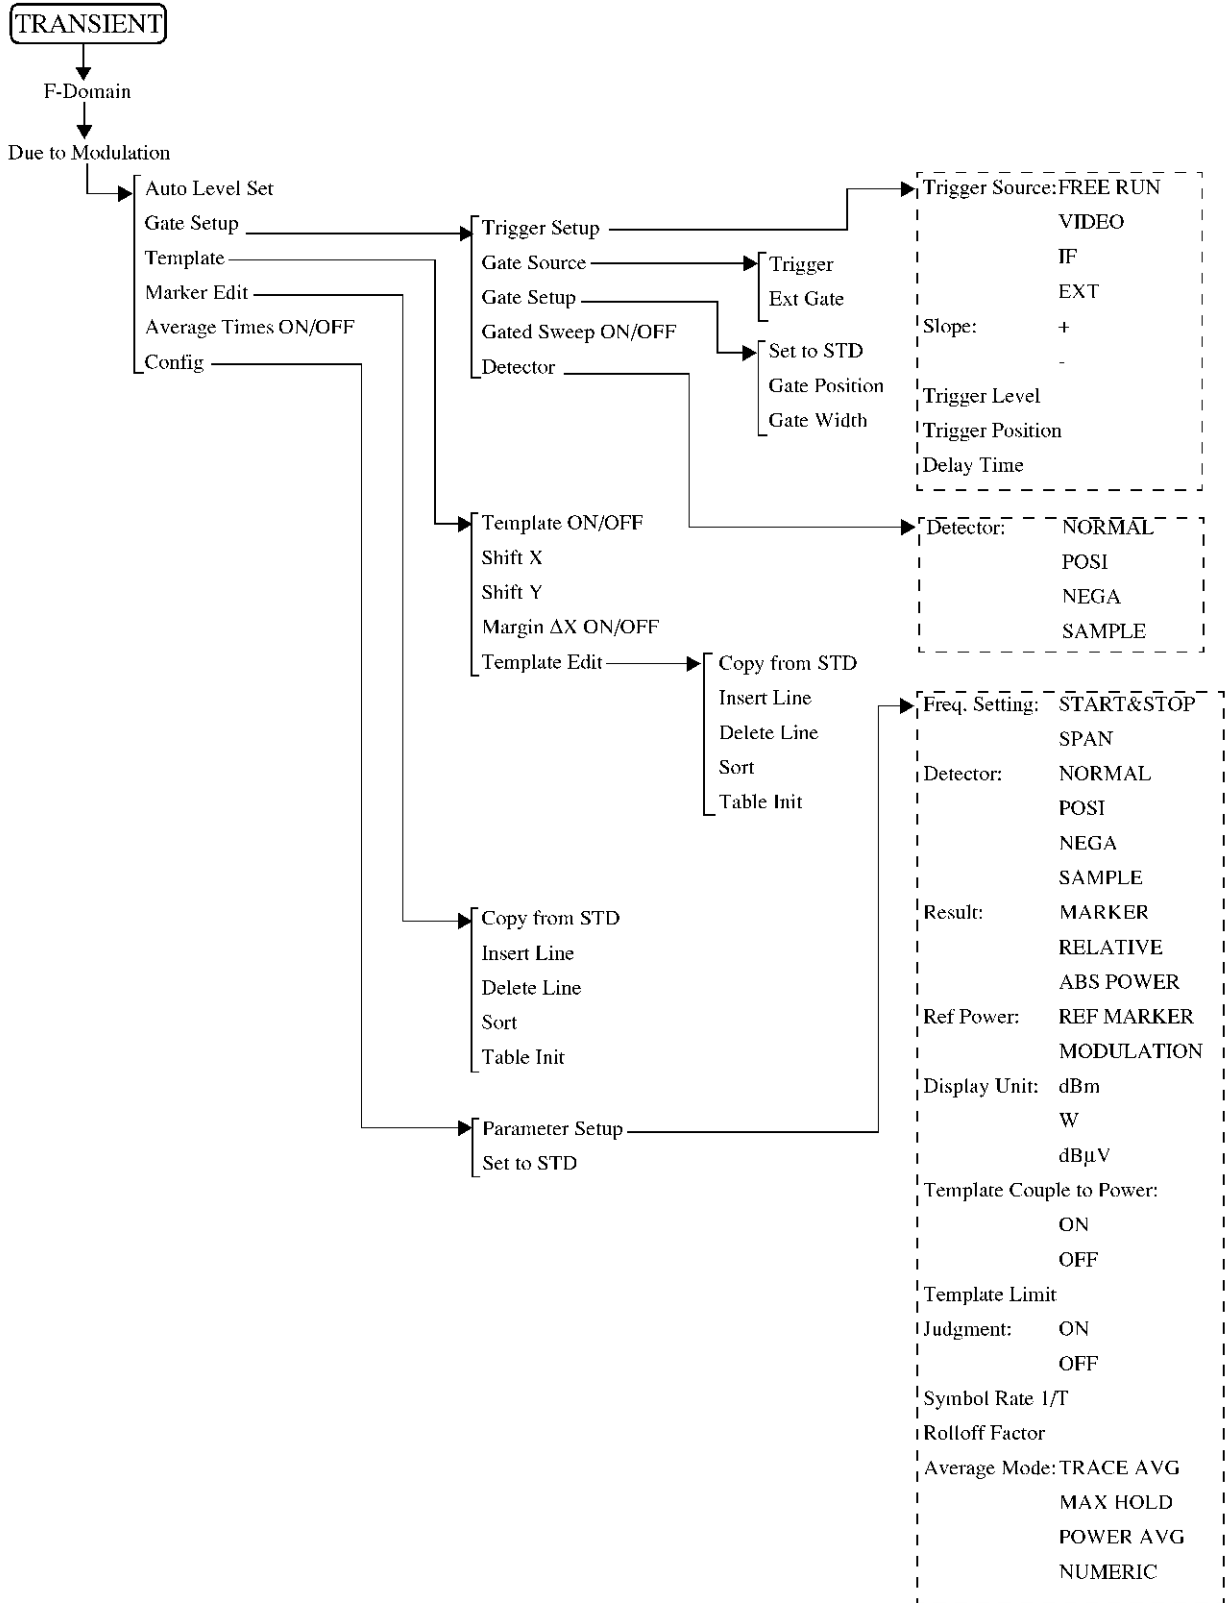 TRANSIENT
F-Domain
Due to Modulation
Auto Level Set
Gate Setup
Template
Marker Edit
Average Times ON/OFF
Config
Trigger Setup
Gate Source
Gate Setup
Gated Sweep ON/OFF
Detector
Trigger
Ext Gate
Set to STD
Gate Position
Gate Width
Trigger Source: FREE RUN
VIDEO
IF
EXT
Slope: +
-
Trigger Level
Trigger Position
Delay Time
Template ON/OFF
Shift X
Shift Y
Margin ΔX ON/OFF
Template Edit
Copy from STD
Insert Line
Delete Line
Sort
Table Init
Detector: NORMAL
POSI
NEGA
SAMPLE
Copy from STD
Insert Line
Delete Line
Sort
Table Init
Parameter Setup
Set to STD
Freq. Setting: START&STOP
SPAN
Detector: NORMAL
POSI
NEGA
SAMPLE
Result: MARKER
RELATIVE
ABS POWER
Ref Power: REF MARKER
MODULATION
Display Unit: dBm
W
dBμV
Template Couple to Power:
ON
OFF
Template Limit
Judgment: ON
OFF
Symbol Rate 1/T
Rolloff Factor
Average Mode: TRACE AVG
MAX HOLD
POWER AVG
NUMERIC